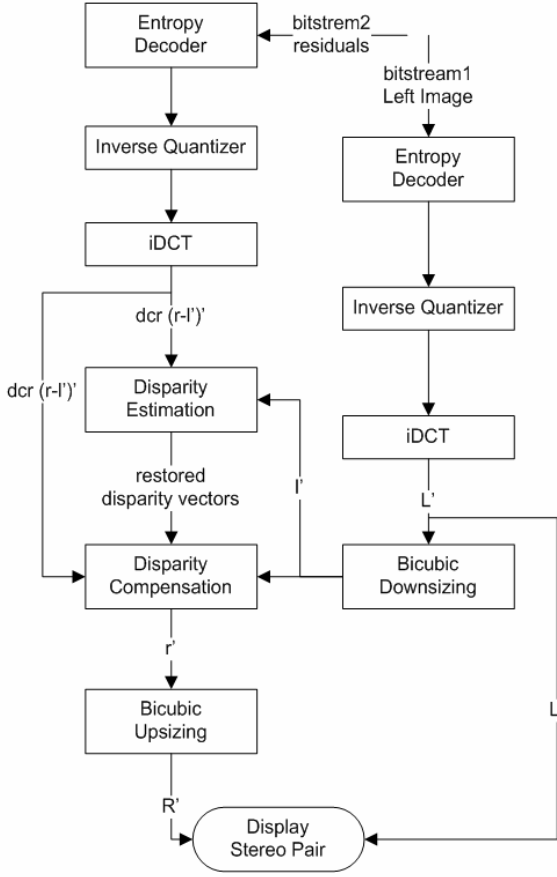 Entropy
Decoder
bitstrem2
residuals
bitstream1
Left Image
Inverse Quantizer
Entropy
Decoder
iDCT
dcr (r-l’)’
Inverse Quantizer
dcr (r-l’)’
Disparity
Estimation
iDCT
restored
disparity vectors
l’
L’
Disparity
Compensation
Bicubic
Downsizing
r’
Bicubic
Upsizing
L
R’
Display
Stereo Pair